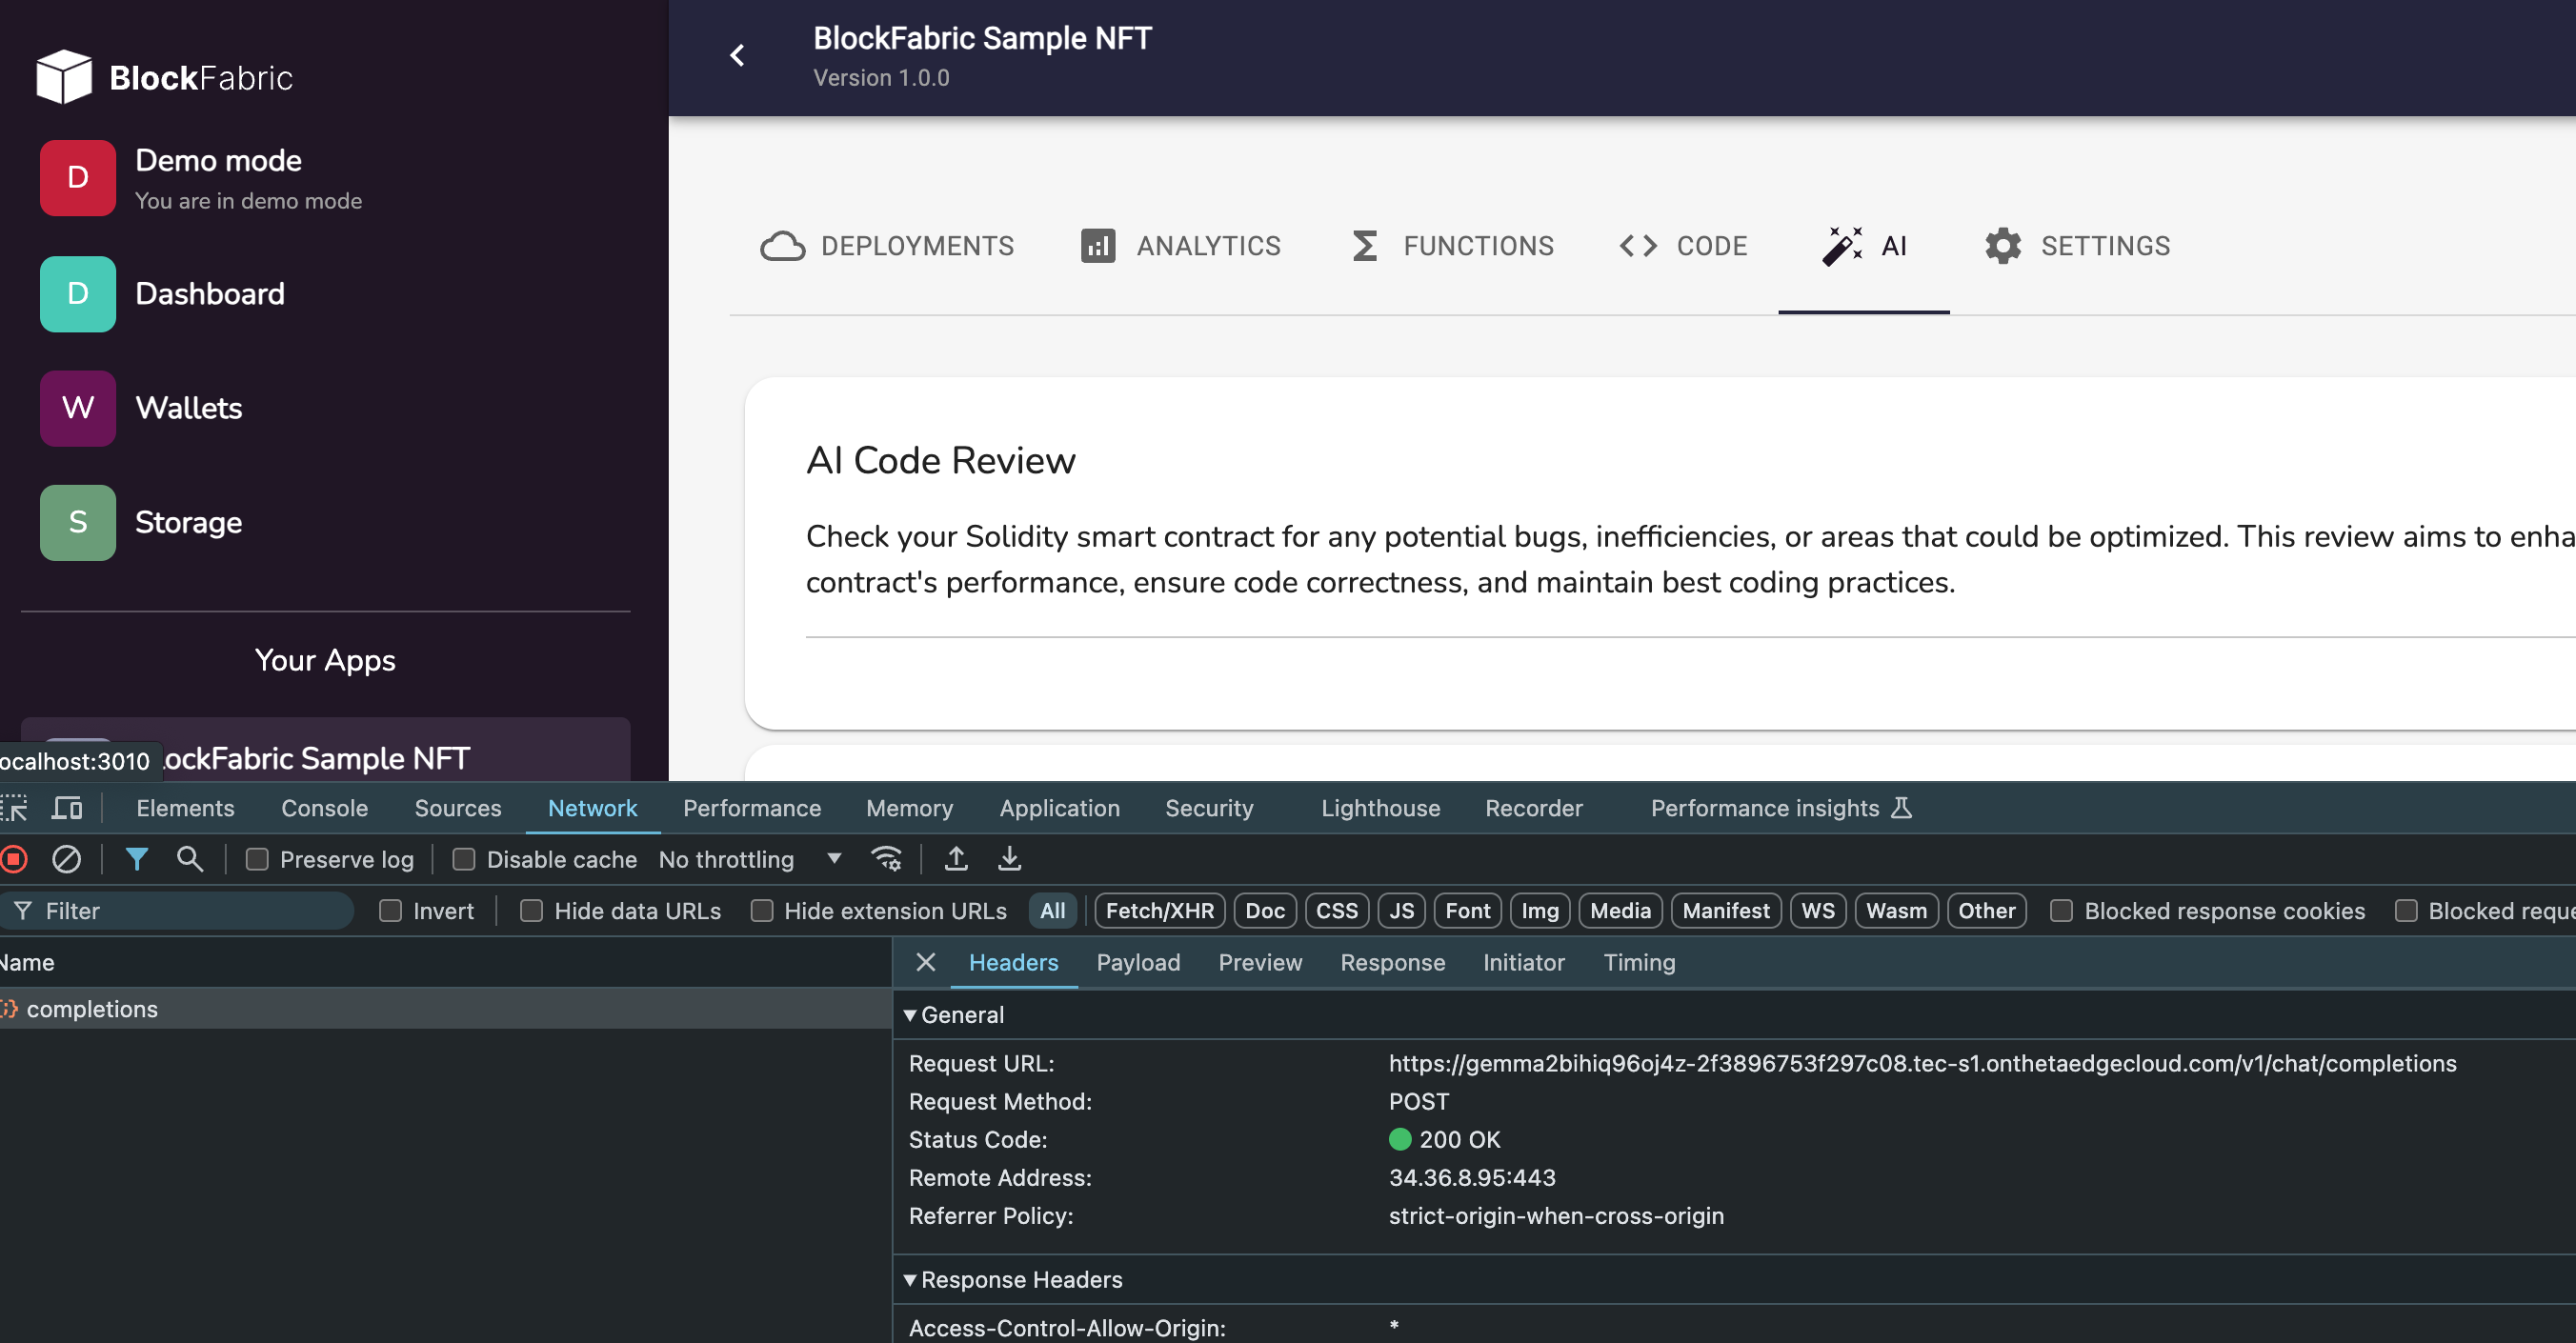 BlockFabric
D
Demo mode
You are in demo mode
D
Dashboard
W
Wallets
S
Storage
Your Apps
lockFabric Sample NFT
ocalhost:3010
BlockFabric Sample NFT
Version 1.0.0
DEPLOYMENTS ANALYTICS FUNCTIONS CODE AI SETTINGS
AI Code Review
Check your Solidity smart contract for any potential bugs, inefficiencies, or areas that could be optimized. This review aims to enha
contract's performance, ensure code correctness, and maintain best coding practices.
Elements Console Sources Network Performance Memory Application Security Lighthouse Recorder Performance insights
Preserve log Disable cache No throttling
Filter Invert Hide data URLs Hide extension URLs All Fetch/XHR Doc CSS JS Font Img Media Manifest WS Wasm Other Blocked response cookies Blocked reque
Name
completions
Headers Payload Preview Response Initiator Timing
General
Request URL: https://gemma2bihiq96oj4z-2f3896753f297c08.tec-s1.onthetaedgecloud.com/v1/chat/completions
Request Method: POST
Status Code: 200 OK
Remote Address: 34.36.8.95:443
Referrer Policy: strict-origin-when-cross-origin
Response Headers
Access-Control-Allow-Origin: *